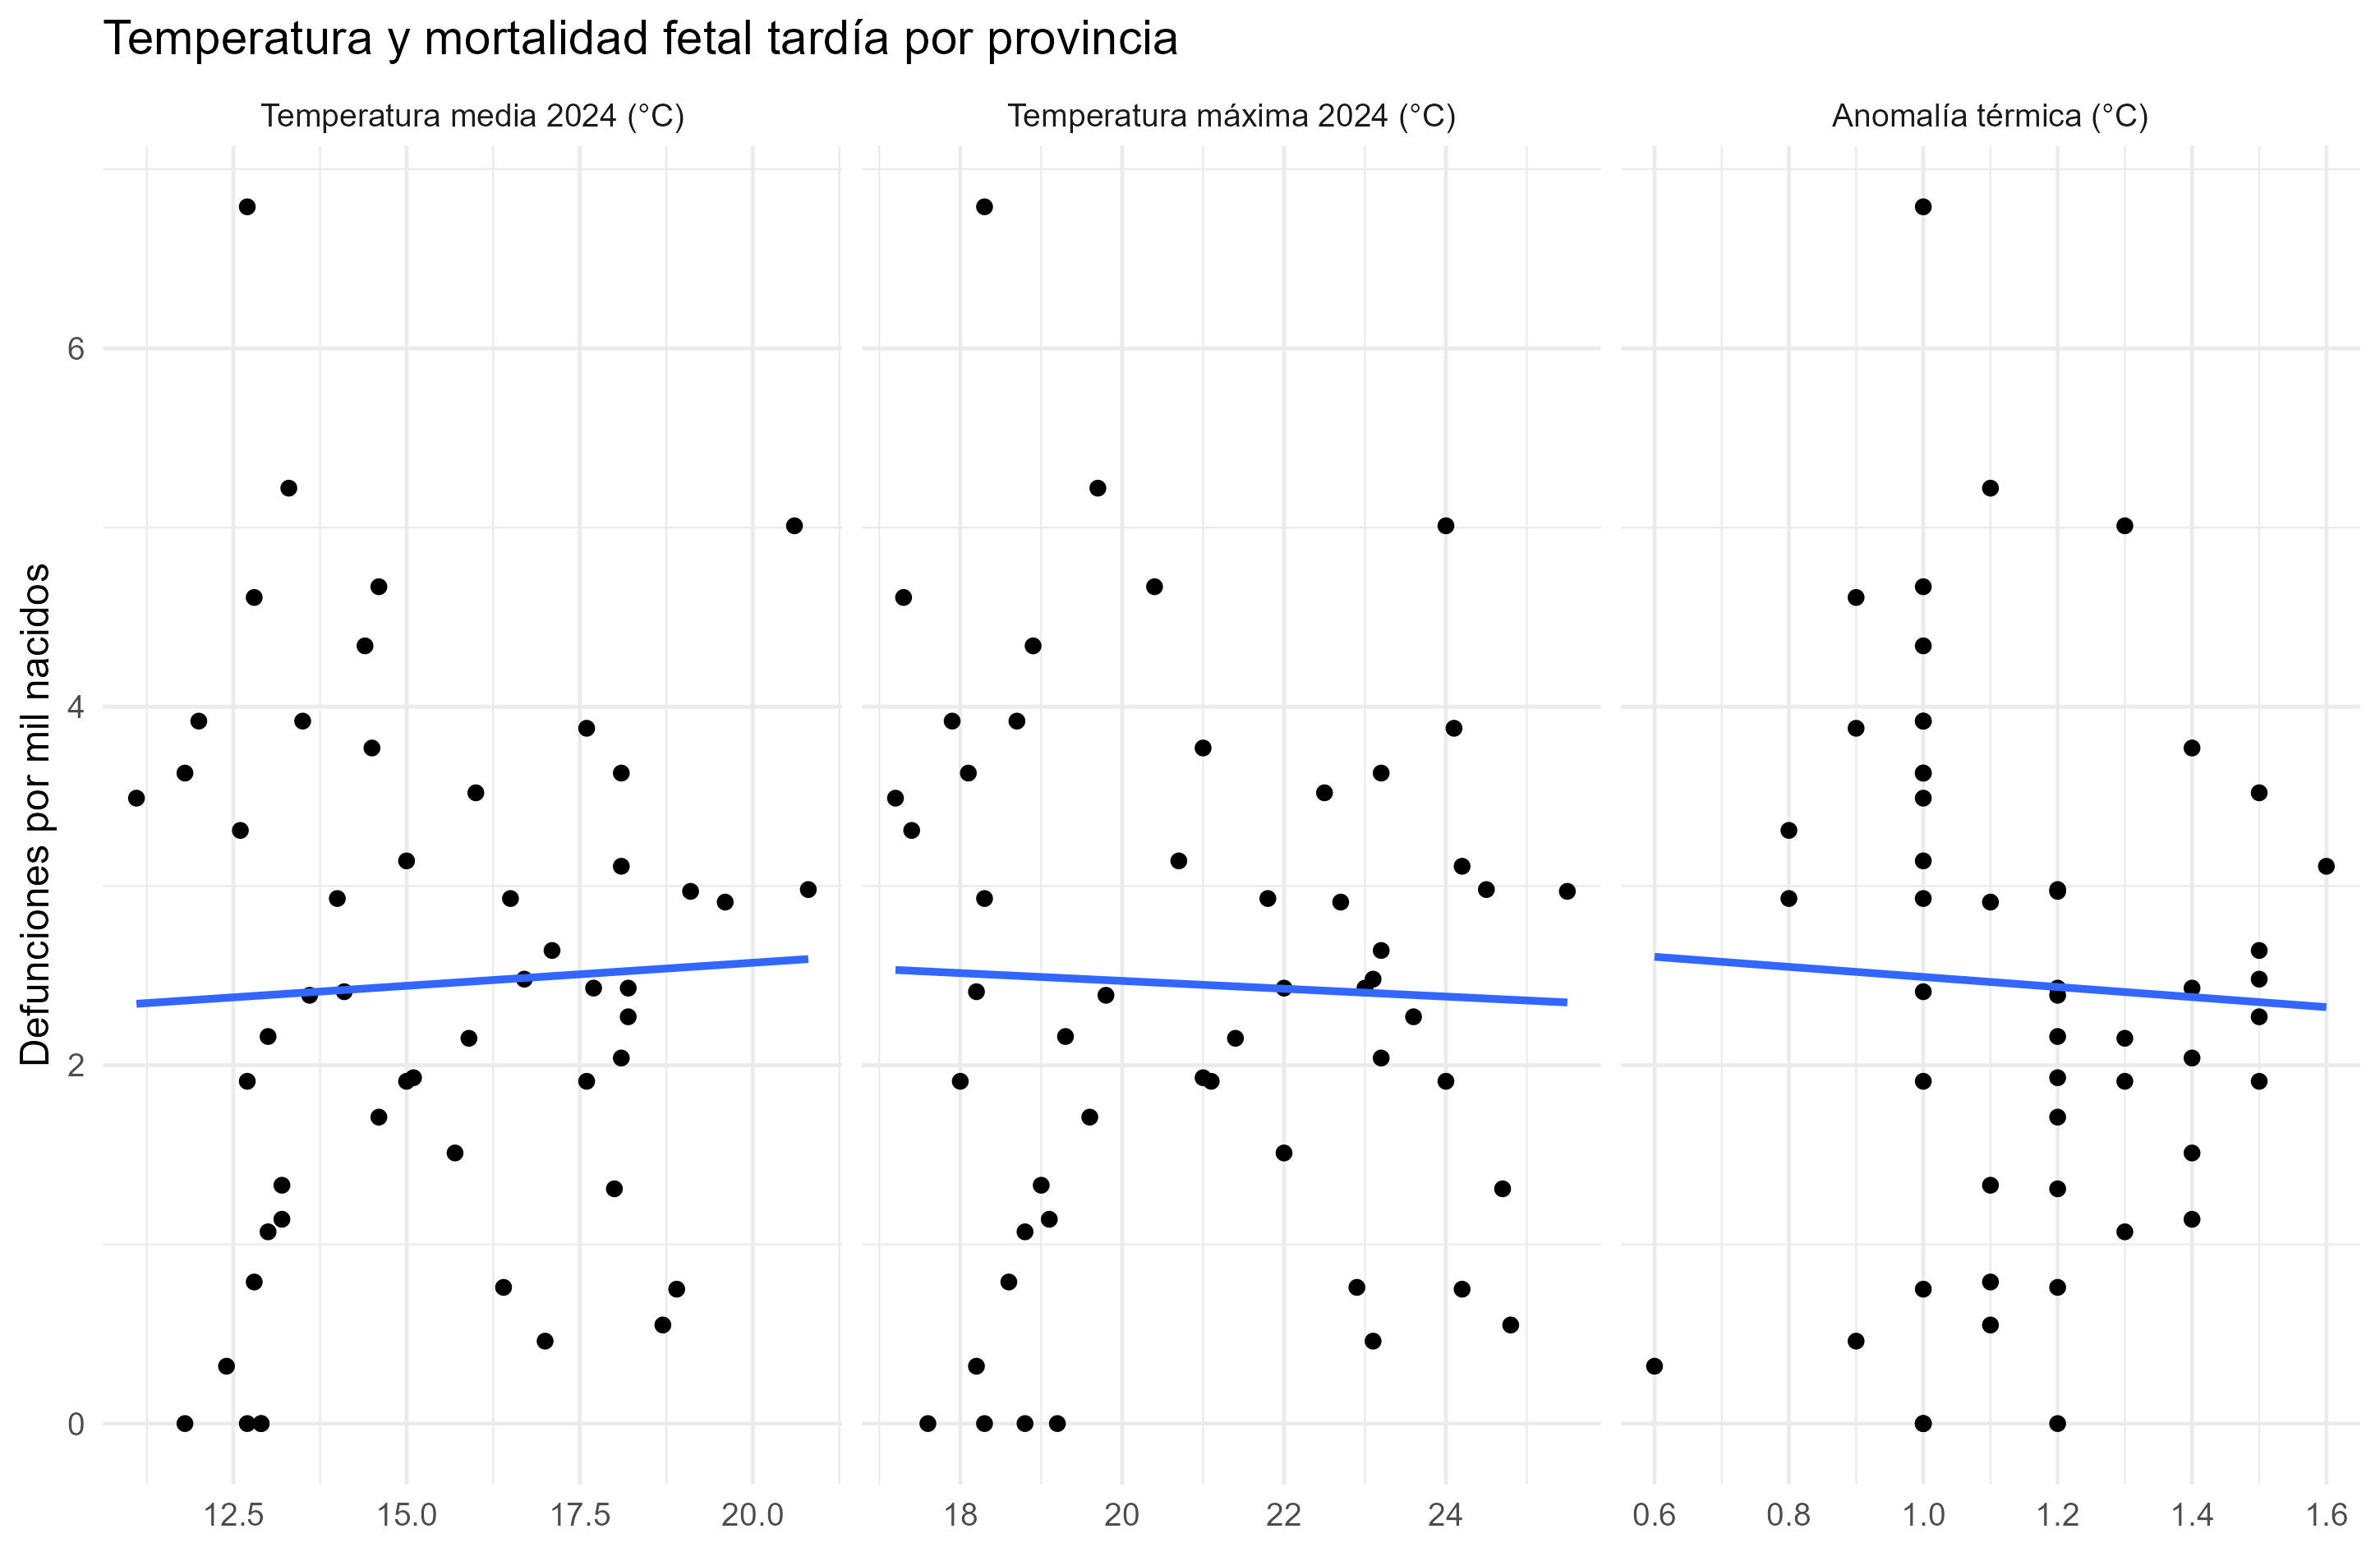 Temperatura y mortalidad fetal tardía por provincia
Temperatura media 2024 (°C)
Temperatura máxima 2024 (°C)
Anomalía térmica (°C)
Defunciones por mil nacidos
6
4
2
0
12.5 15.0 17.5 20.0
18 20 22 24
0.6 0.8 1.0 1.2 1.4 1.6